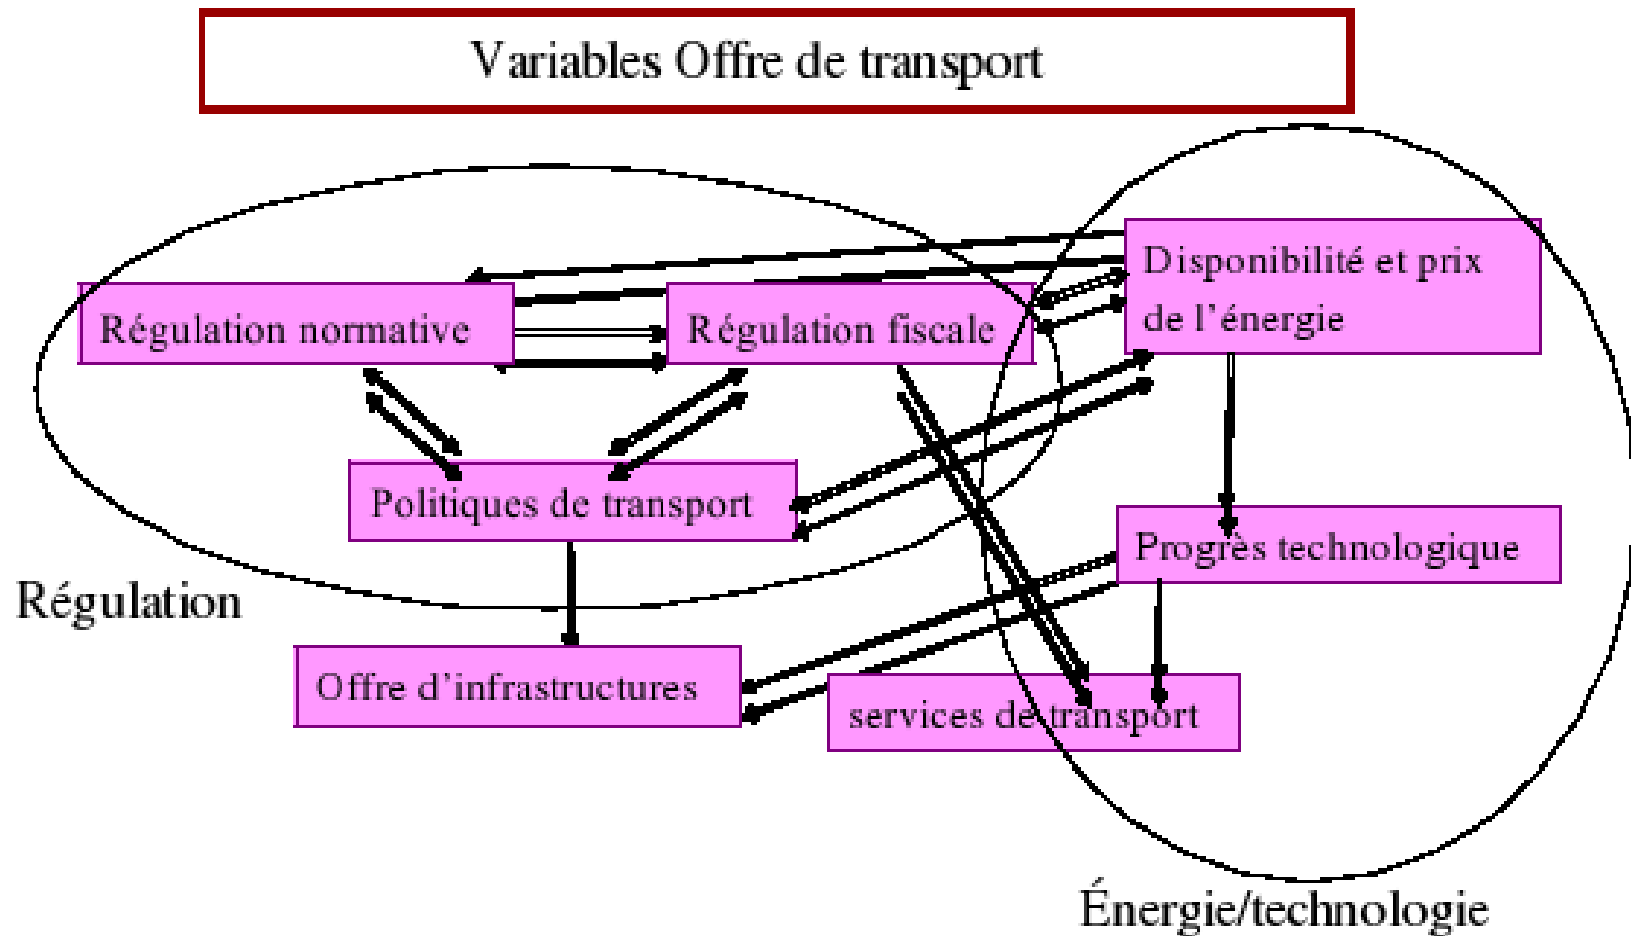 Variables Offre de transport
Disponibilité et prix
de l’énergie
Régulation normative
Régulation fiscale
Politiques de transport
Progrès technologique
Régulation
Offre d’infrastructures
services de transport
Énergie/technologie